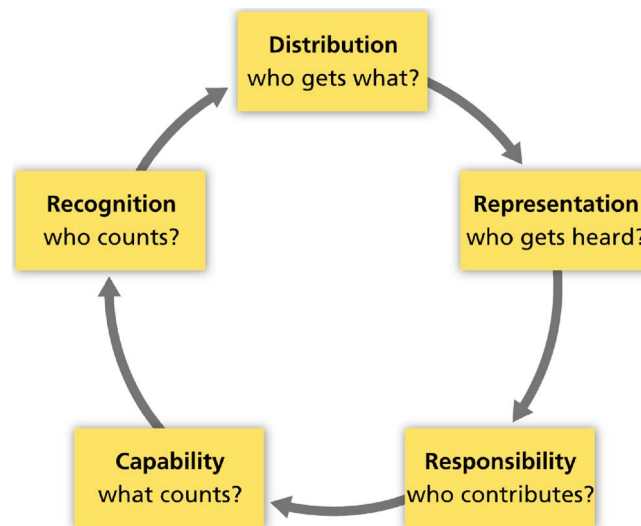 Distribution
who gets what?
Representation
who gets heard?
Responsibility
who contributes?
Capability
what counts?
Recognition
who counts?